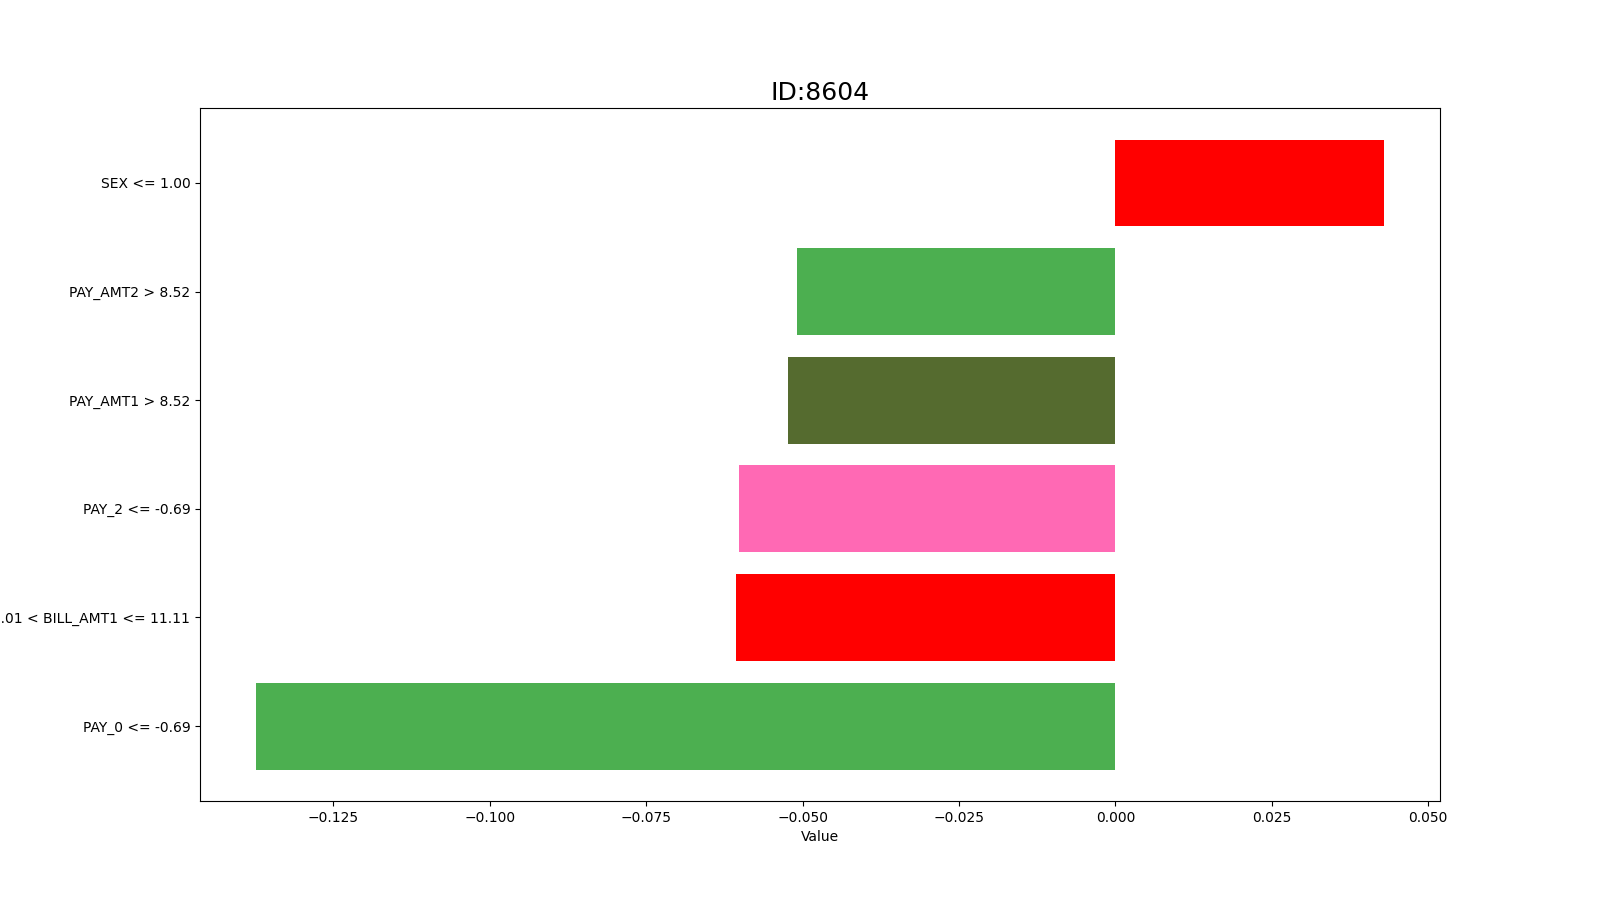 ID:8604
SEX <= 1.00
PAY_AMT2 > 8.52
PAY_AMT1 > 8.52
PAY_2 <= -0.69
.01 < BILL_AMT1 <= 11.11
PAY_0 <= -0.69
−0.125 −0.100 −0.075 −0.050 −0.025 0.000 0.025 0.050
Value